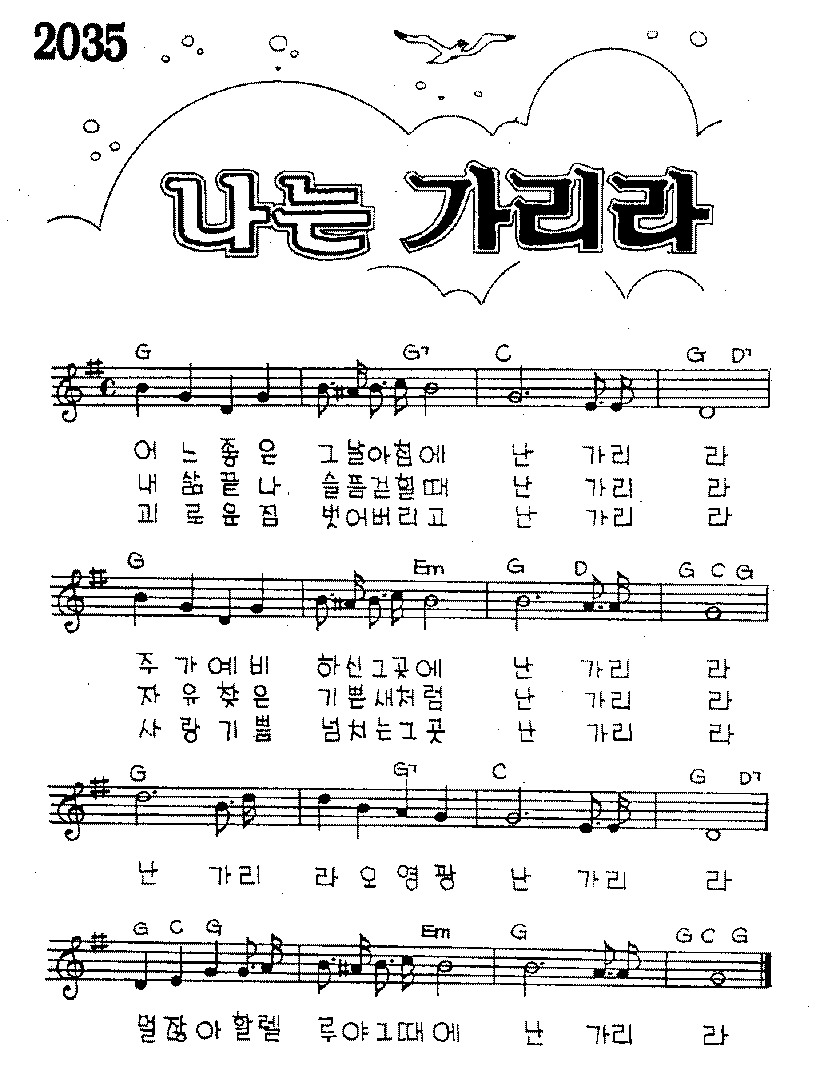 2035
나는 가리라
G G7 C G D7
어 느 좋 은 그 날 아 침 에 난 가 리 라
내 삶 끝 나 슬 픔 걷 힐 때 난 가 리 라
괴 로 운 짐 벗 어 버 리 고 난 가 리 라
G Em G D G C G
주 가 예 비 하 신 그 곳 에 난 가 리 라
자 유 찾 은 기 쁜 새 처 럼 난 가 리 라
사 랑 기 쁨 넘 치 는 그 곳 난 가 리 라
G G7 C G D7
난 가 리 라 오 영 광 난 가 리 라
G C G Em G G C G
멀 잖 아 할 렐 루 야 그 때 에 난 가 리 라